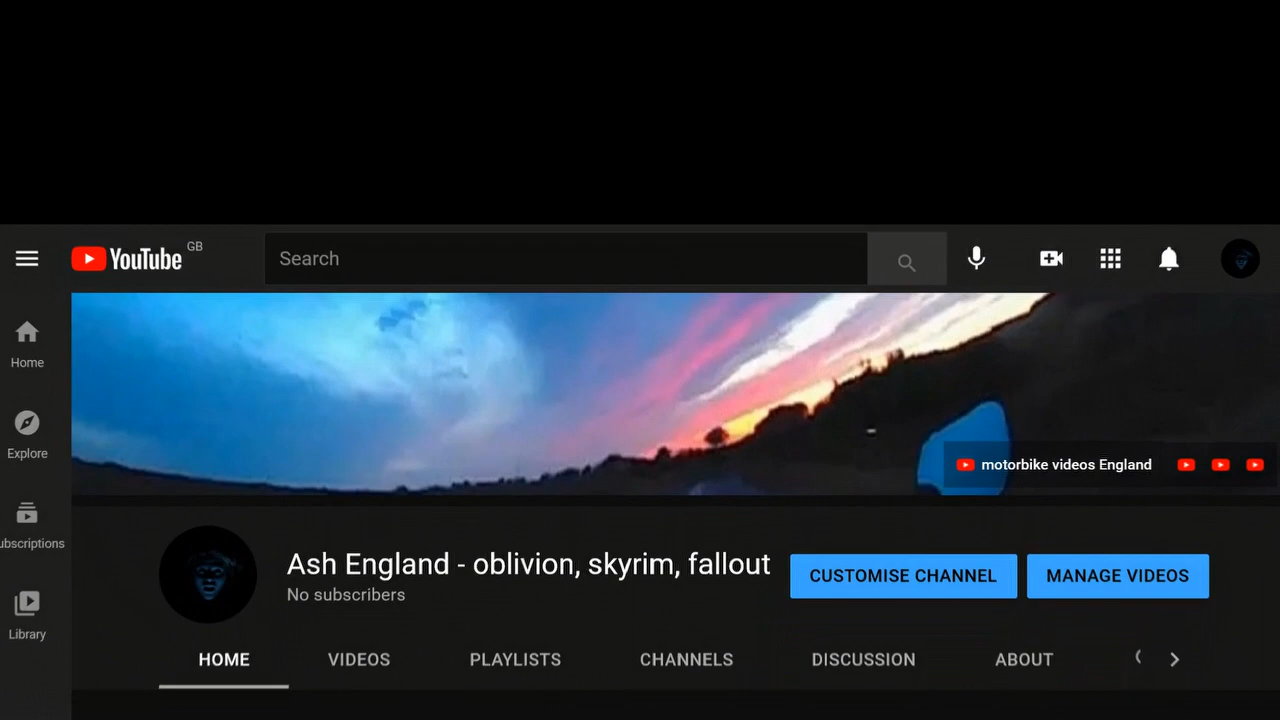 YouTube GB
Search
Home
Explore
ubscriptions
Library
motorbike videos England
Ash England - oblivion, skyrim, fallout
No subscribers
CUSTOMISE CHANNEL
MANAGE VIDEOS
HOME VIDEOS PLAYLISTS CHANNELS DISCUSSION ABOUT